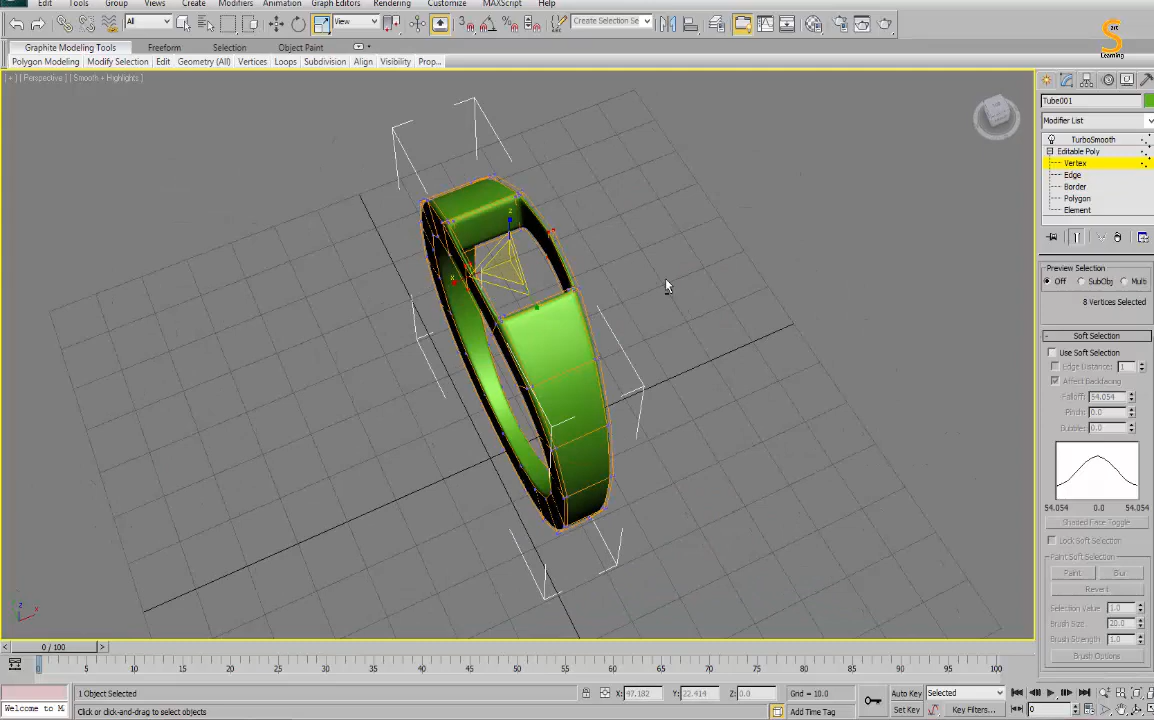 Edit Tools Group Views Create Modifiers Animation Graph Editors Rendering Customize MAXScript Help
All View Create Selection Se
Graphite Modeling Tools Freeform Selection Object Paint
Polygon Modeling Modify Selection Edit Geometry (All) Vertices Loops Subdivision Align Visibility Prop...
[ + ] [ Perspective ] [ Smooth + Highlights ]
Learning
Tube001
Modifier List
TurboSmooth
Editable Poly
Vertex
Edge
Border
Polygon
Element
Preview Selection
Off SubObj Multi
8 Vertices Selected
Soft Selection
Use Soft Selection
Edge Distance: 1
Affect Backfacing
Falloff: 54.054
Pinch: 0.0
Bubble: 0.0
54.054 0.0 54.054
Shaded Face Toggle
Lock Soft Selection
Paint Soft Selection
Paint Blur
Revert
Selection Value 1.0
Brush Size 20.0
Brush Strength 1.0
Brush Options
z
x
z
x
< 0 / 100 >
0 5 10 15 20 25 30 35 40 45 50 55 60 65 70 75 80 85 90 95 100
1 Object Selected X: 47.182 Y: 22.414 Z: 0.0 Grid = 10.0 Auto Key Selected
Welcome to M Click or click-and-drag to select objects Add Time Tag Set Key Key Filters... 0